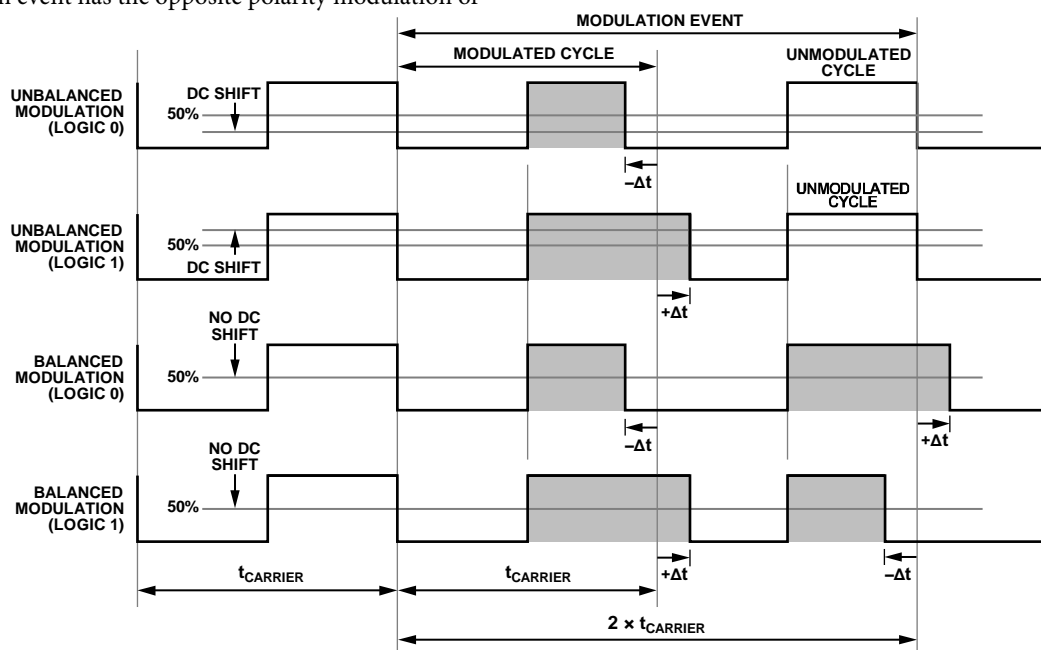 n event has the opposite polarity modulation of
MODULATION EVENT
MODULATED CYCLE
UNMODULATED
CYCLE
UNBALANCED
MODULATION
(LOGIC 0)
DC SHIFT
50%
–Δt
UNMODULATED
CYCLE
UNBALANCED
MODULATION
(LOGIC 1)
50%
DC SHIFT
+Δt
NO DC
SHIFT
BALANCED
MODULATION
(LOGIC 0)
50%
–Δt
+Δt
NO DC
SHIFT
BALANCED
MODULATION
(LOGIC 1)
50%
tCARRIER
tCARRIER
+Δt
–Δt
2 × tCARRIER